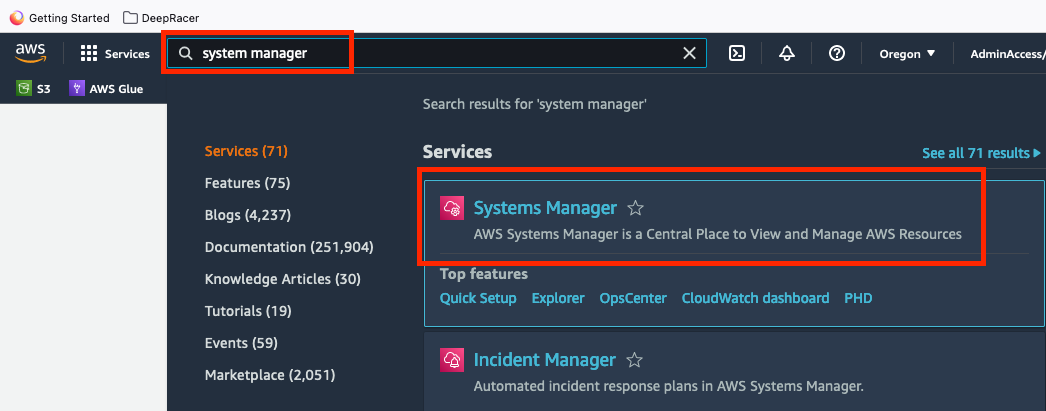 Getting Started DeepRacer
aws Services system manager Oregon AdminAccess/
S3 AWS Glue
Search results for 'system manager'
Services (71)
Features (75)
Blogs (4,237)
Documentation (251,904)
Knowledge Articles (30)
Tutorials (19)
Events (59)
Marketplace (2,051)
Services See all 71 results
Systems Manager
AWS Systems Manager is a Central Place to View and Manage AWS Resources
Top features
Quick Setup Explorer OpsCenter CloudWatch dashboard PHD
Incident Manager
Automated incident response plans in AWS Systems Manager.